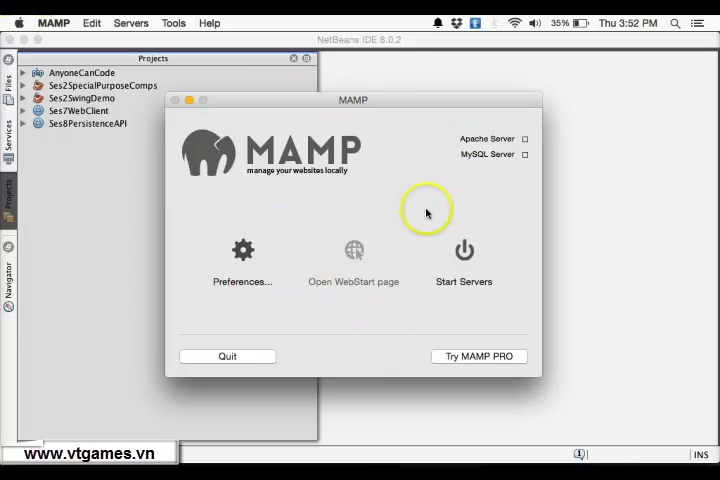 MAMP Edit Servers Tools Help 35% Thu 3:52 PM
NetBeans IDE 8.0.2
Projects
Files
Services
Projects
Navigator
AnyoneCanCode
Ses2SpecialPurposeComps
Ses2SwingDemo
Ses7WebClient
Ses8PersistenceAPI
MAMP
MAMP
manage your websites locally
Apache Server
MySQL Server
Preferences...
Open WebStart page
Start Servers
Quit
Try MAMP PRO
www.vtgames.vn
1
INS